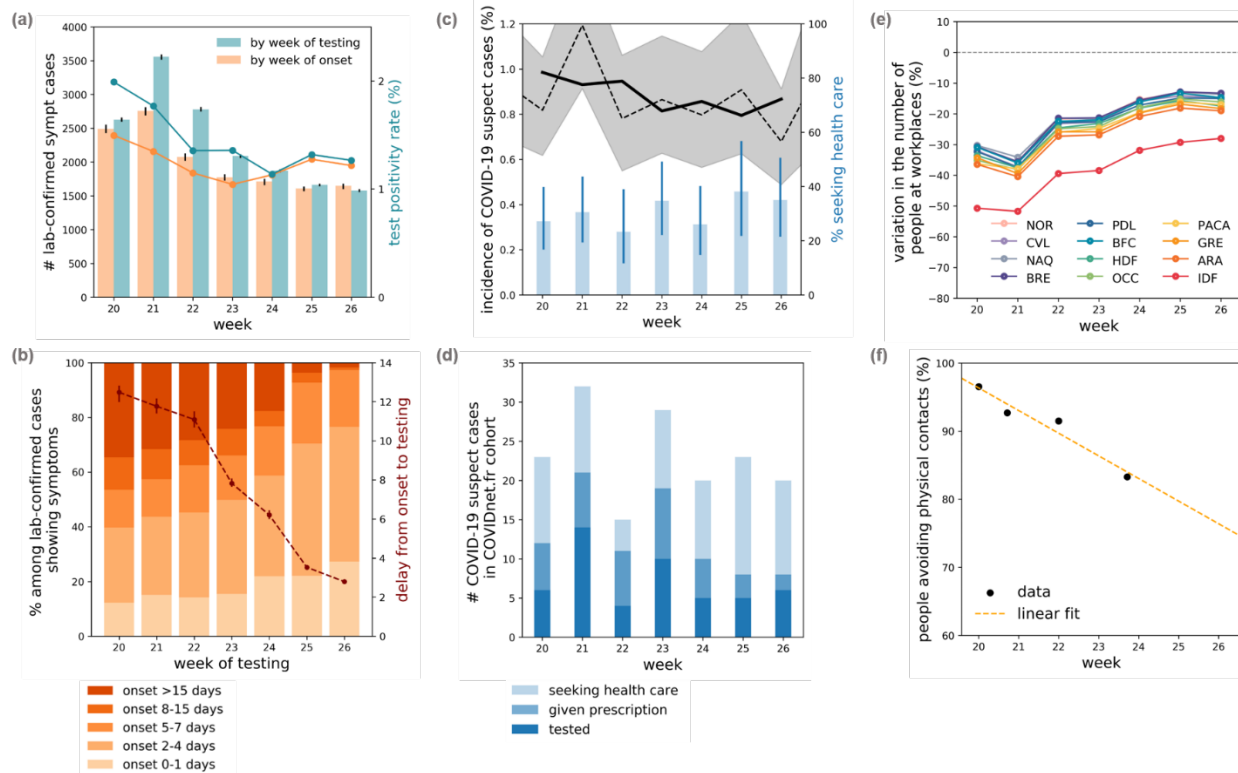 (a)
4000
3500
3000
2500
2000
1500
1000
500
0
# lab-confirmed sympt cases
by week of testing
by week of onset
2
1
0
test positivity rate (%)
20 21 22 23 24 25 26
week
(b)
100
80
60
40
20
0
% among lab-confirmed cases
showing symptoms
14
12
10
8
6
4
2
0
delay from onset to testing
20 21 22 23 24 25 26
week of testing
onset >15 days
onset 8-15 days
onset 5-7 days
onset 2-4 days
onset 0-1 days
(c)
1.2
1.0
0.8
0.6
0.4
0.2
0.0
incidence of COVID-19 suspect cases (%)
100
80
60
40
20
0
% seeking health care
20 21 22 23 24 25 26
week
(d)
35
30
25
20
15
10
5
0
# COVID-19 suspect cases
in COVIDnet.fr cohort
20 21 22 23 24 25 26
week
seeking health care
given prescription
tested
(e)
10
0
−10
−20
−30
−40
−50
−60
−70
−80
variation in the number of
people at workplaces (%)
NOR PDL PACA
CVL BFC GRE
NAQ HDF ARA
BRE OCC IDF
20 21 22 23 24 25 26
week
(f)
100
90
80
70
60
people avoiding physical contacts (%)
data
linear fit
20 21 22 23 24 25 26
week